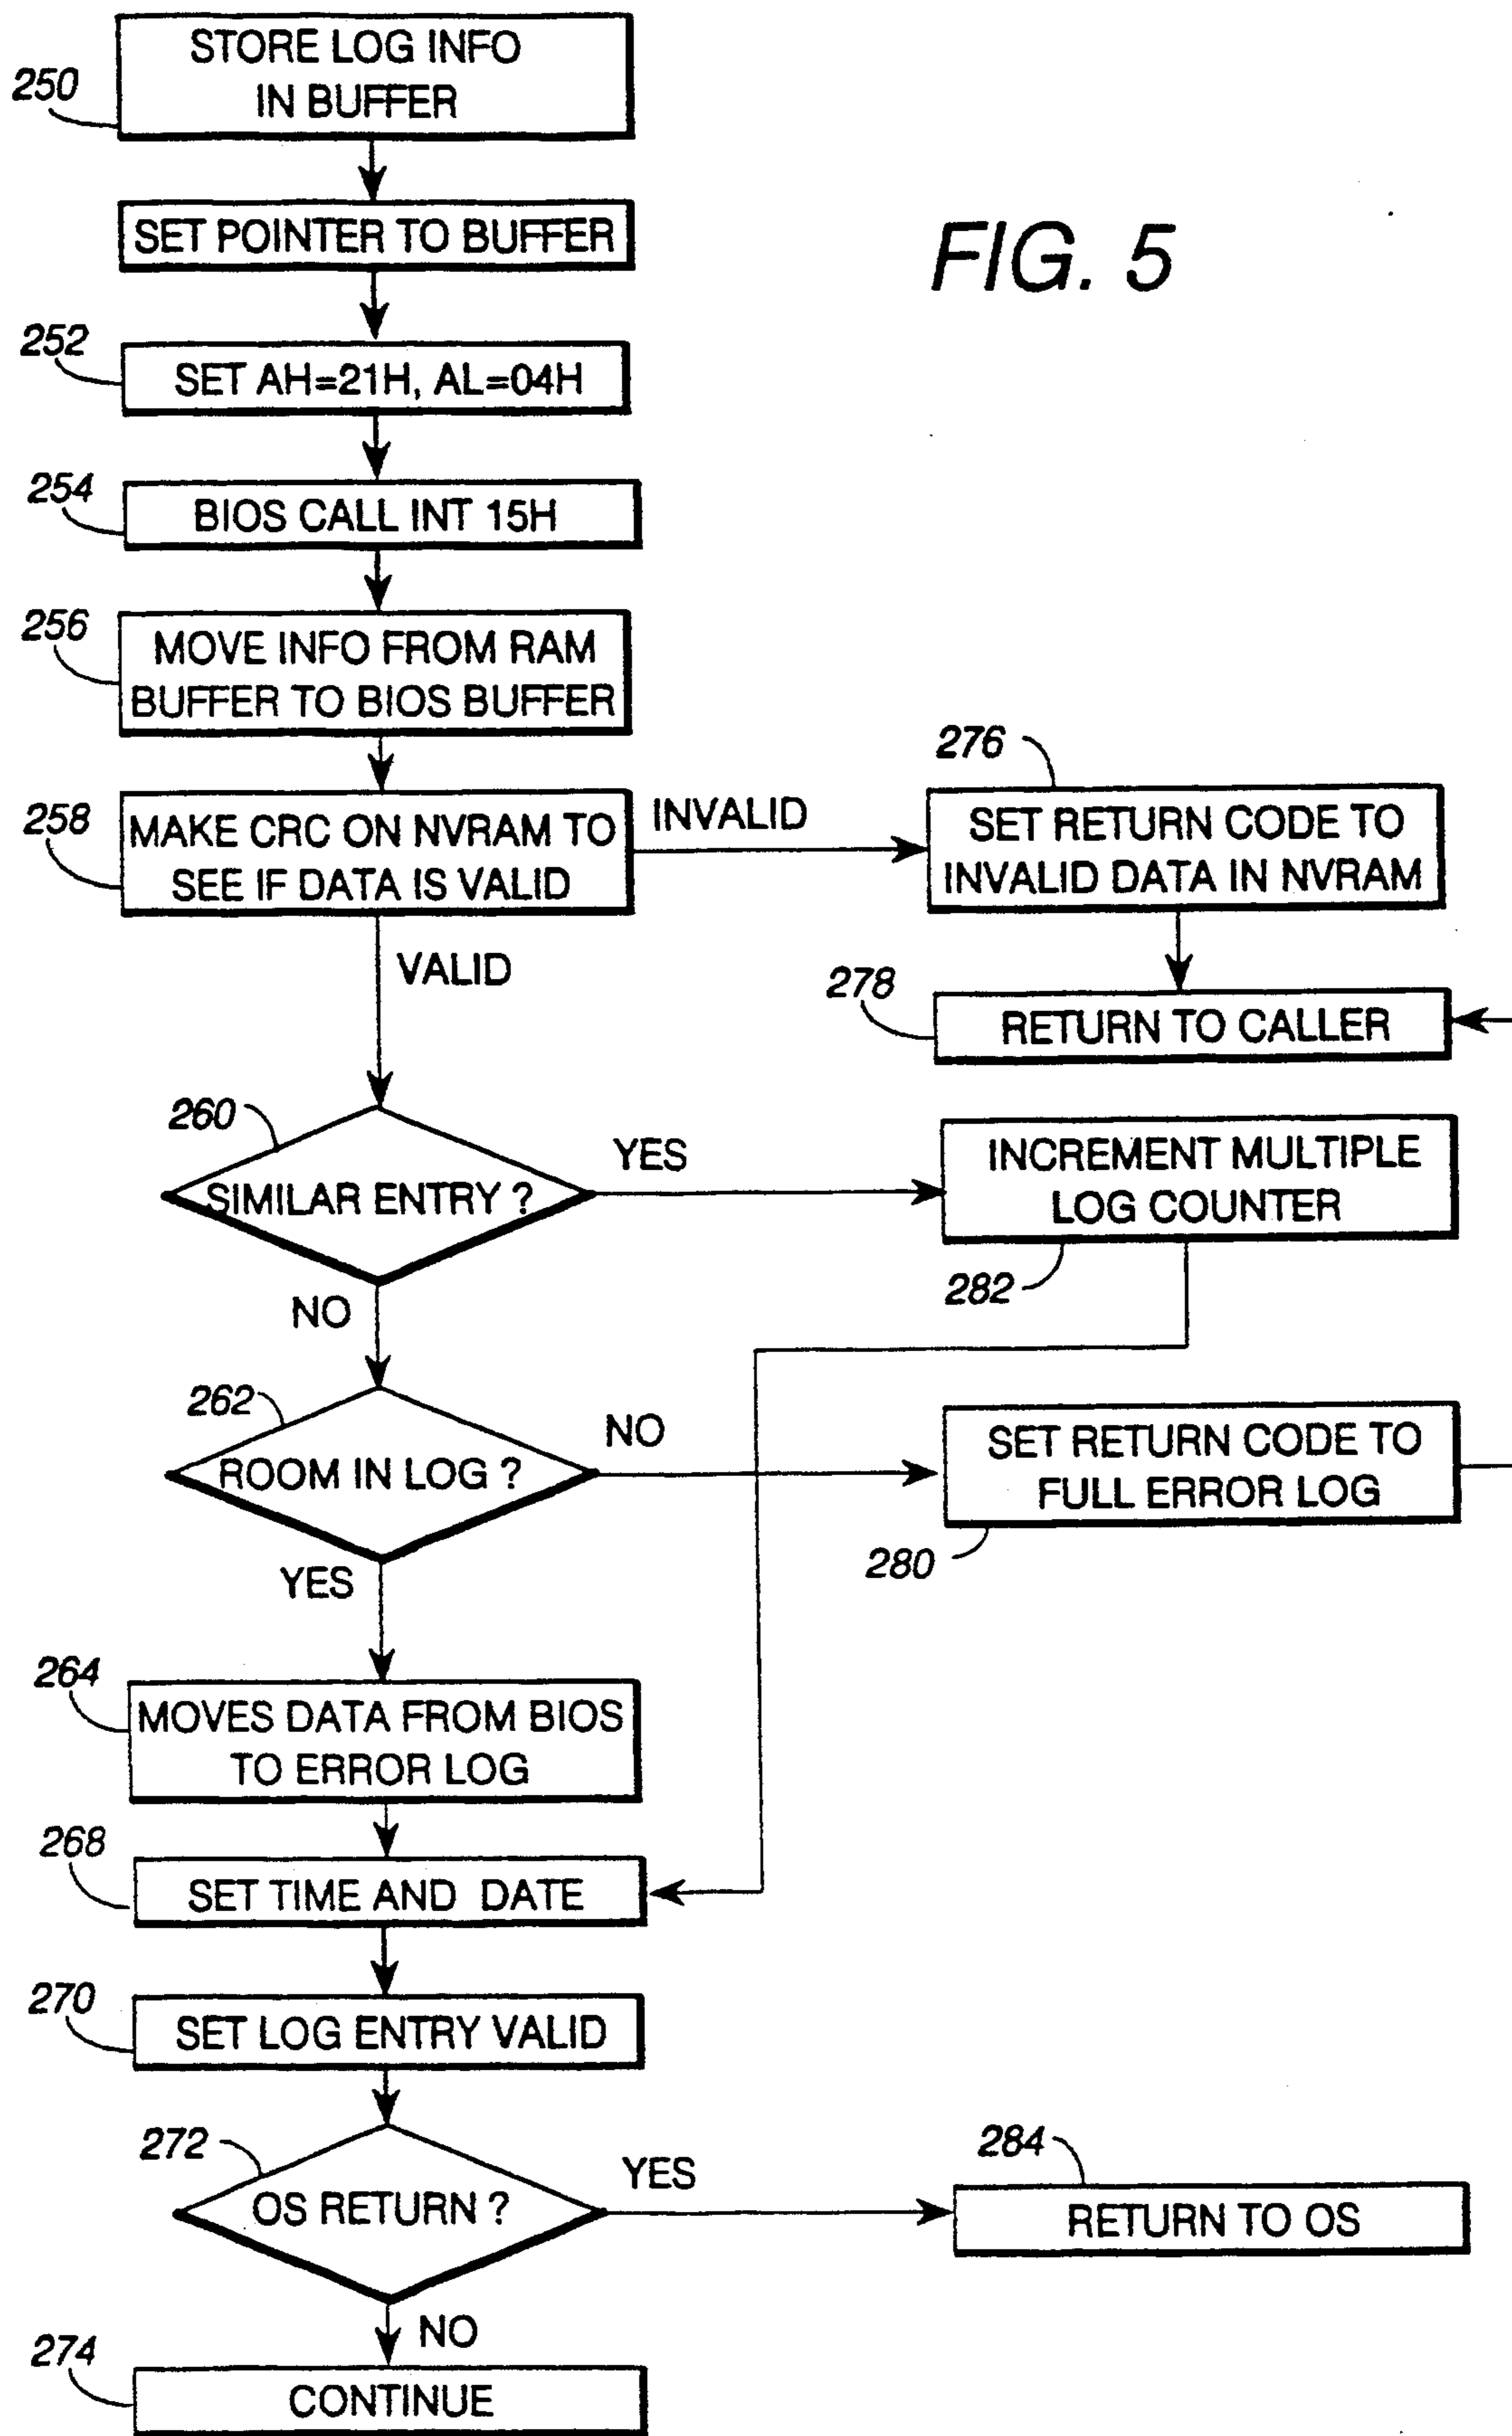 250
STORE LOG INFO
IN BUFFER
SET POINTER TO BUFFER
FIG. 5
252
SET AH=21H, AL=04H
254
BIOS CALL INT 15H
256
MOVE INFO FROM RAM
BUFFER TO BIOS BUFFER
258
MAKE CRC ON NVRAM TO
SEE IF DATA IS VALID
INVALID
276
SET RETURN CODE TO
INVALID DATA IN NVRAM
VALID
278
RETURN TO CALLER
260
SIMILAR ENTRY ?
YES
INCREMENT MULTIPLE
LOG COUNTER
282
NO
262
ROOM IN LOG ?
NO
SET RETURN CODE TO
FULL ERROR LOG
280
YES
264
MOVES DATA FROM BIOS
TO ERROR LOG
268
SET TIME AND DATE
270
SET LOG ENTRY VALID
272
OS RETURN ?
YES
284
RETURN TO OS
NO
274
CONTINUE